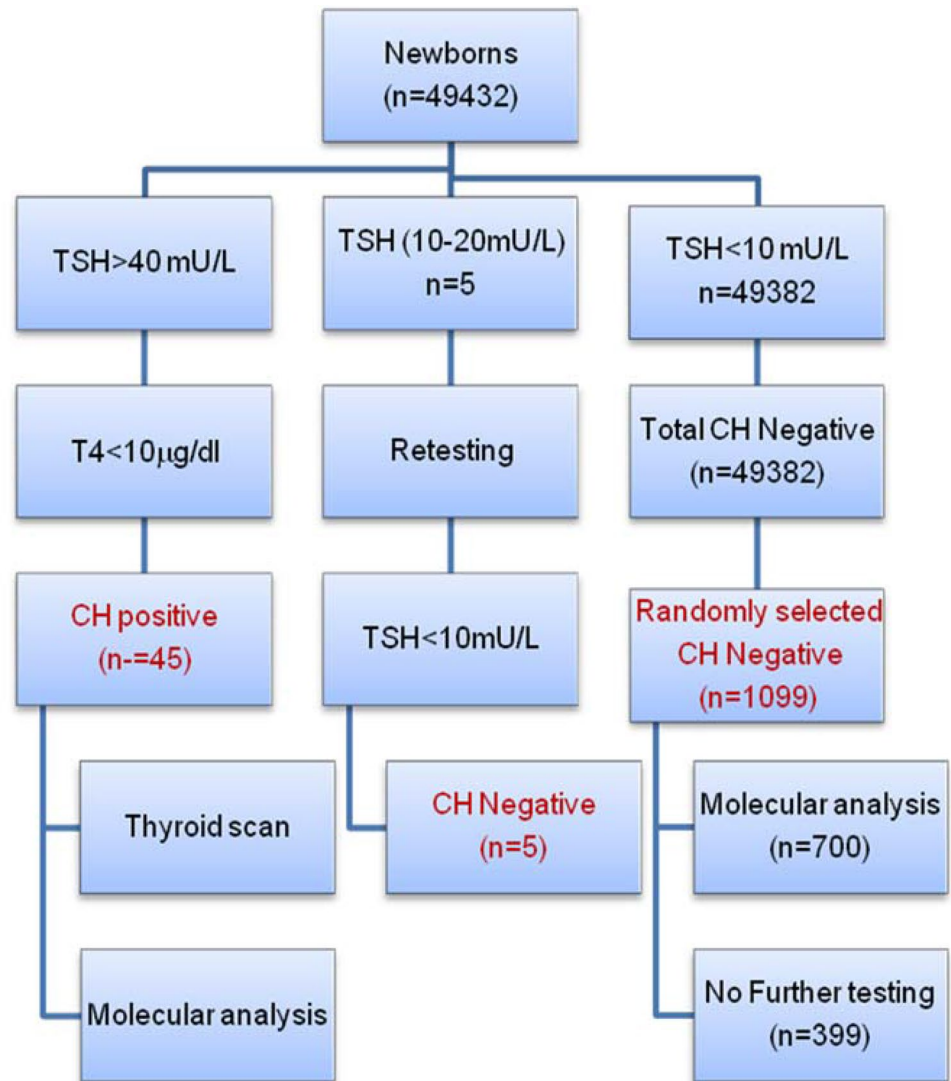 Newborns
(n=49432)
TSH>40 mU/L
TSH (10-20mU/L)
n=5
TSH<10 mU/L
n=49382
T4<10µg/dl
Retesting
Total CH Negative
(n=49382)
CH positive
(n-=45)
TSH<10mU/L
Randomly selected
CH Negative
(n=1099)
Thyroid scan
CH Negative
(n=5)
Molecular analysis
(n=700)
Molecular analysis
No Further testing
(n=399)